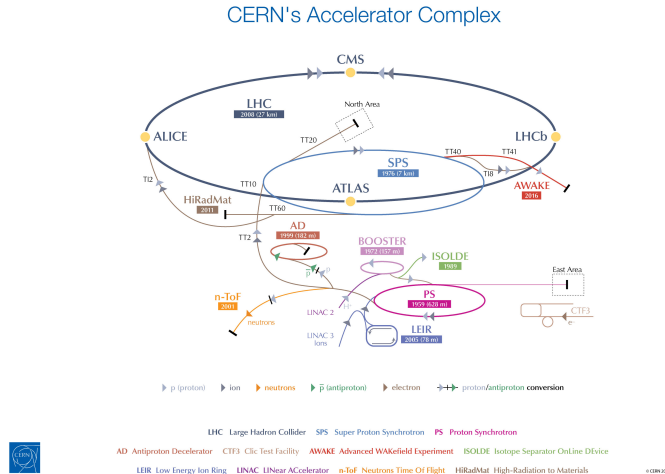 CERN's Accelerator Complex
CMS
LHC
2008 (27 km)
North Area
ALICE
TT20
LHCb
TT40
TT41
SPS
1976 (7 km)
TI2
TT10
TI8
ATLAS
AWAKE
2016
HiRadMat
2011
TT60
AD
1999 (182 m)
TT2
BOOSTER
1972 (157 m)
ISOLDE
1989
p
p̅
East Area
n-ToF
2001
PS
1959 (628 m)
LINAC 2
neutrons
CTF3
e
LINAC 3
Ions
LEIR
2005 (78 m)
p (proton)
ion
neutrons
p̅ (antiproton)
electron
proton/antiproton conversion
LHC Large Hadron Collider SPS Super Proton Synchrotron PS Proton Synchrotron
AD Antiproton Decelerator CTF3 Clic Test Facility AWAKE Advanced WAKefield Experiment ISOLDE Isotope Separator OnLine DEvice
LEIR Low Energy Ion Ring LINAC LINear ACcelerator n-ToF Neutrons Time Of Flight HiRadMat High-Radiation to Materials
CERN
© CERN